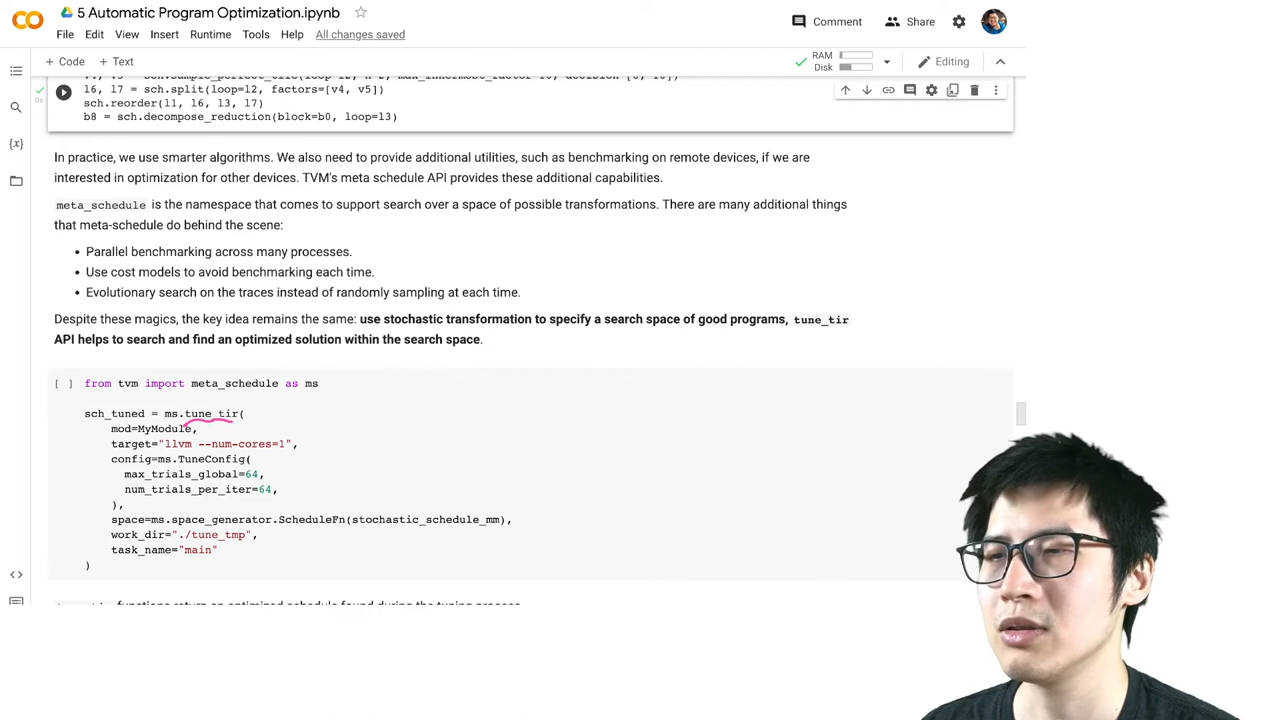 5 Automatic Program Optimization.ipynb
Comment Share
File Edit View Insert Runtime Tools Help All changes saved
+ Code + Text
RAM
Disk
Editing
l6, l7 = sch.split(loop=l2, factors=[v4, v5])
sch.reorder(l1, l6, l3, l7)
b8 = sch.decompose_reduction(block=b0, loop=l3)
In practice, we use smarter algorithms. We also need to provide additional utilities, such as benchmarking on remote devices, if we are
interested in optimization for other devices. TVM's meta schedule API provides these additional capabilities.
meta_schedule is the namespace that comes to support search over a space of possible transformations. There are many additional things
that meta-schedule do behind the scene:
• Parallel benchmarking across many processes.
• Use cost models to avoid benchmarking each time.
• Evolutionary search on the traces instead of randomly sampling at each time.
Despite these magics, the key idea remains the same: use stochastic transformation to specify a search space of good programs, tune_tir
API helps to search and find an optimized solution within the search space.
[ ] from tvm import meta_schedule as ms
sch_tuned = ms.tune_tir(
mod=MyModule,
target="llvm --num-cores=1",
config=ms.TuneConfig(
max_trials_global=64,
num_trials_per_iter=64,
),
space=ms.space_generator.ScheduleFn(stochastic_schedule_mm),
work_dir="./tune_tmp",
task_name="main"
)
functions return an optimized schedule found during the tuning process